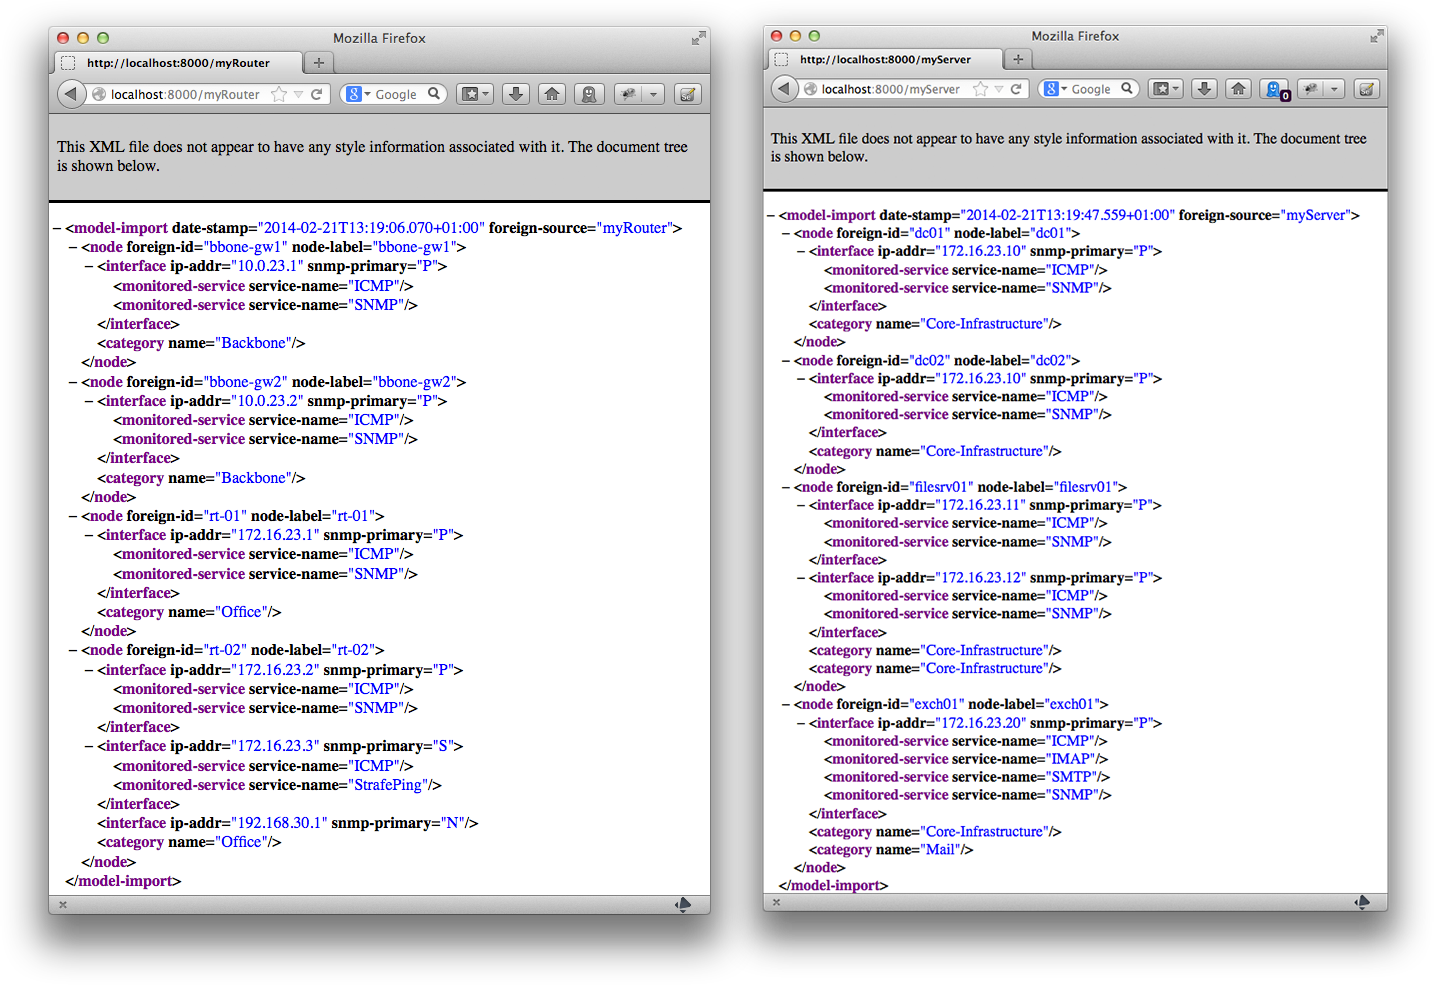 Mozilla Firefox
http://localhost:8000/myRouter
localhost:8000/myRouter
Google
This XML file does not appear to have any style information associated with it. The document tree
is shown below.
− <model-import date-stamp="2014-02-21T13:19:06.070+01:00" foreign-source="myRouter">
− <node foreign-id="bbone-gw1" node-label="bbone-gw1">
− <interface ip-addr="10.0.23.1" snmp-primary="P">
<monitored-service service-name="ICMP"/>
<monitored-service service-name="SNMP"/>
</interface>
<category name="Backbone"/>
</node>
− <node foreign-id="bbone-gw2" node-label="bbone-gw2">
− <interface ip-addr="10.0.23.2" snmp-primary="P">
<monitored-service service-name="ICMP"/>
<monitored-service service-name="SNMP"/>
</interface>
<category name="Backbone"/>
</node>
− <node foreign-id="rt-01" node-label="rt-01">
− <interface ip-addr="172.16.23.1" snmp-primary="P">
<monitored-service service-name="ICMP"/>
<monitored-service service-name="SNMP"/>
</interface>
<category name="Office"/>
</node>
− <node foreign-id="rt-02" node-label="rt-02">
− <interface ip-addr="172.16.23.2" snmp-primary="P">
<monitored-service service-name="ICMP"/>
<monitored-service service-name="SNMP"/>
</interface>
− <interface ip-addr="172.16.23.3" snmp-primary="S">
<monitored-service service-name="ICMP"/>
<monitored-service service-name="StrafePing"/>
</interface>
<interface ip-addr="192.168.30.1" snmp-primary="N"/>
<category name="Office"/>
</node>
</model-import>
Mozilla Firefox
http://localhost:8000/myServer
localhost:8000/myServer
Google
0
This XML file does not appear to have any style information associated with it. The document tree
is shown below.
− <model-import date-stamp="2014-02-21T13:19:47.559+01:00" foreign-source="myServer">
− <node foreign-id="dc01" node-label="dc01">
− <interface ip-addr="172.16.23.10" snmp-primary="P">
<monitored-service service-name="ICMP"/>
<monitored-service service-name="SNMP"/>
</interface>
<category name="Core-Infrastructure"/>
</node>
− <node foreign-id="dc02" node-label="dc02">
− <interface ip-addr="172.16.23.10" snmp-primary="P">
<monitored-service service-name="ICMP"/>
<monitored-service service-name="SNMP"/>
</interface>
<category name="Core-Infrastructure"/>
</node>
− <node foreign-id="filesrv01" node-label="filesrv01">
− <interface ip-addr="172.16.23.11" snmp-primary="P">
<monitored-service service-name="ICMP"/>
<monitored-service service-name="SNMP"/>
</interface>
− <interface ip-addr="172.16.23.12" snmp-primary="P">
<monitored-service service-name="ICMP"/>
<monitored-service service-name="SNMP"/>
</interface>
<category name="Core-Infrastructure"/>
<category name="Core-Infrastructure"/>
</node>
− <node foreign-id="exch01" node-label="exch01">
− <interface ip-addr="172.16.23.20" snmp-primary="P">
<monitored-service service-name="ICMP"/>
<monitored-service service-name="IMAP"/>
<monitored-service service-name="SMTP"/>
<monitored-service service-name="SNMP"/>
</interface>
<category name="Core-Infrastructure"/>
<category name="Mail"/>
</node>
</model-import>